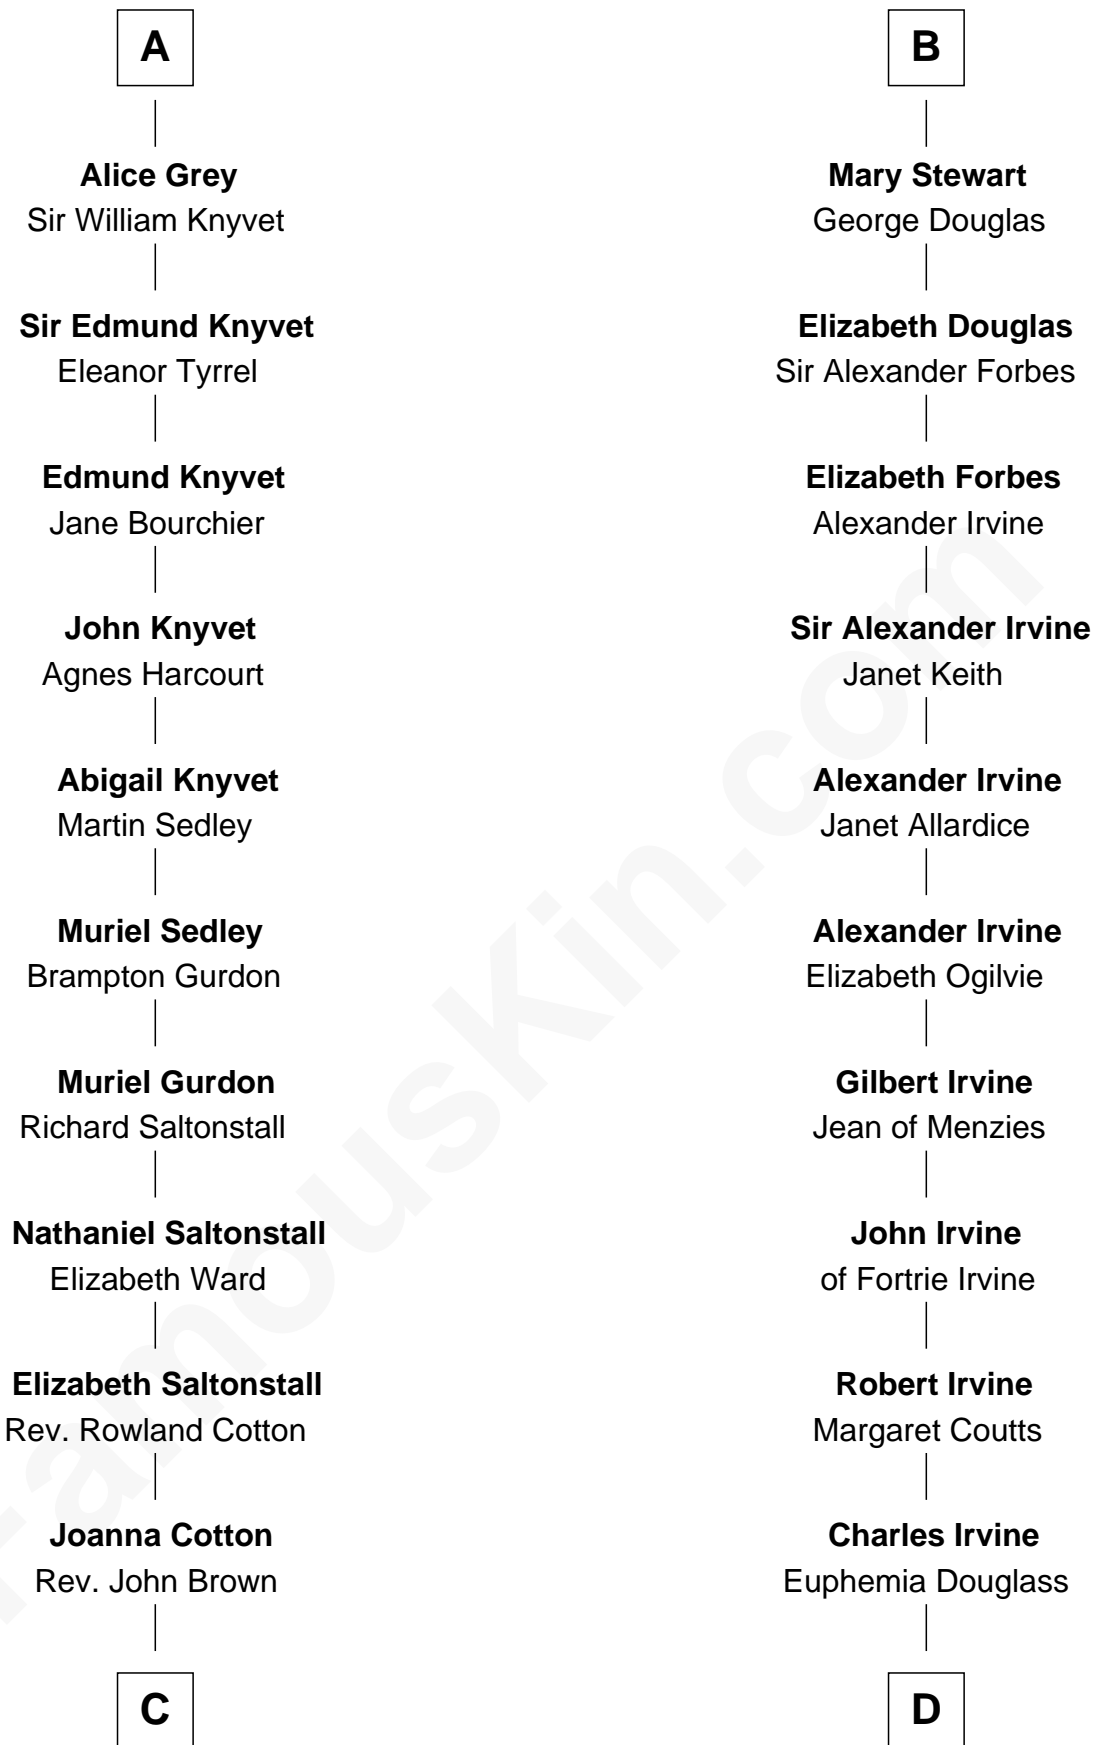 A
Alice Grey
Sir William Knyvet
Sir Edmund Knyvet
Eleanor Tyrrel
Edmund Knyvet
Jane Bourchier
John Knyvet
Agnes Harcourt
Abigail Knyvet
Martin Sedley
Muriel Sedley
Brampton Gurdon
Muriel Gurdon
Richard Saltonstall
Nathaniel Saltonstall
Elizabeth Ward
Elizabeth Saltonstall
Rev. Rowland Cotton
Joanna Cotton
Rev. John Brown
C
B
Mary Stewart
George Douglas
Elizabeth Douglas
Sir Alexander Forbes
Elizabeth Forbes
Alexander Irvine
Sir Alexander Irvine
Janet Keith
Alexander Irvine
Janet Allardice
Alexander Irvine
Elizabeth Ogilvie
Gilbert Irvine
Jean of Menzies
John Irvine
of Fortrie Irvine
Robert Irvine
Margaret Coutts
Charles Irvine
Euphemia Douglass
D
FamousKin.com